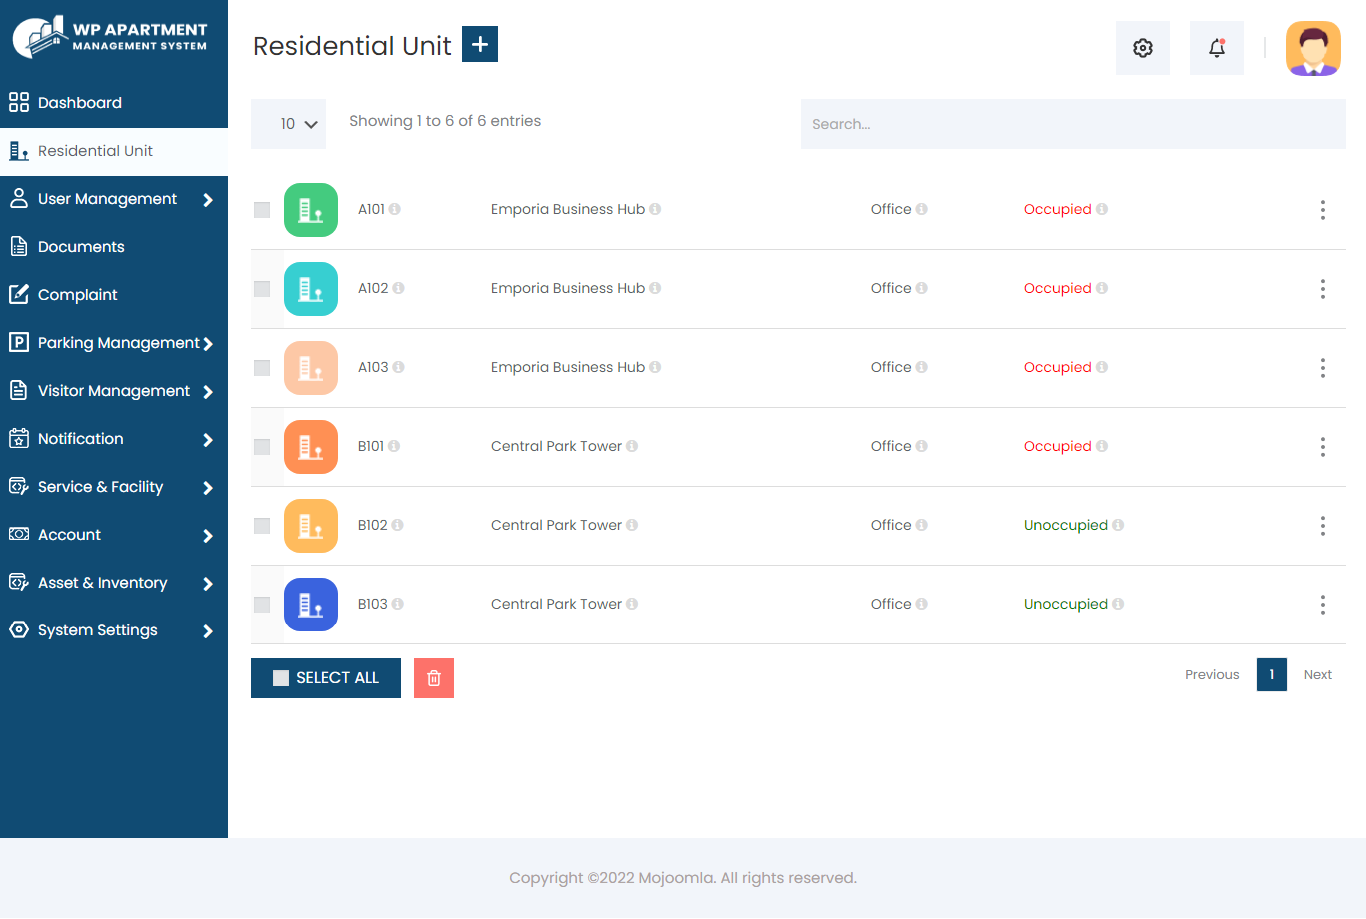 WP APARTMENT
MANAGEMENT SYSTEM
Dashboard
Residential Unit
User Management
Documents
Complaint
Parking Management
Visitor Management
Notification
Service & Facility
Account
Asset & Inventory
System Settings
Residential Unit +
10 Showing 1 to 6 of 6 entries Search...
A101 Emporia Business Hub Office Occupied
A102 Emporia Business Hub Office Occupied
A103 Emporia Business Hub Office Occupied
B101 Central Park Tower Office Occupied
B102 Central Park Tower Office Unoccupied
B103 Central Park Tower Office Unoccupied
SELECT ALL Previous 1 Next
Copyright ©2022 Mojoomla. All rights reserved.